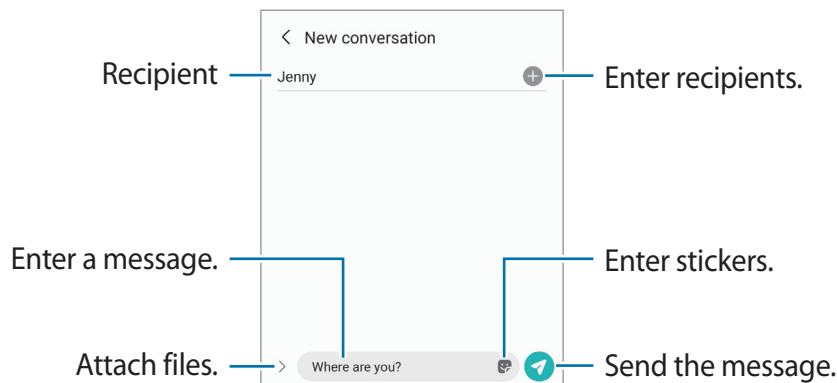 New conversation
Recipient
Jenny
Enter recipients.
Enter a message.
Enter stickers.
Attach files.
Where are you?
Send the message.